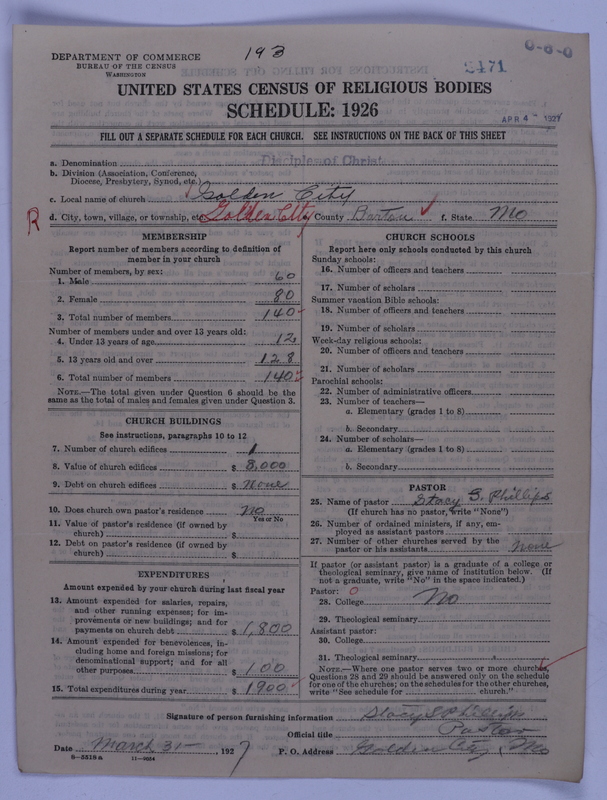 DEPARTMENT OF COMMERCE
BUREAU OF THE CENSUS
WASHINGTON
193
0-6-0
8471
UNITED STATES CENSUS OF RELIGIOUS BODIES
SCHEDULE: 1926
APR 4 - 1927
FILL OUT A SEPARATE SCHEDULE FOR EACH CHURCH. SEE INSTRUCTIONS ON THE BACK OF THIS SHEET
a. Denomination Disciples of Christ
b. Division (Association, Conference, Diocese, Presbytery, Synod, etc.)
c. Local name of church Golden City
R
d. City, town, village, or township, etc. Golden City e. County Barton f. State Mo
MEMBERSHIP
Report number of members according to definition of
member in your church
Number of members, by sex:
1. Male 60
2. Female 80
3. Total number of members 140
Number of members under and over 13 years old:
4. Under 13 years of age 12
5. 13 years old and over 128
6. Total number of members 140
NOTE.—The total given under Question 6 should be the
same as the total of males and females given under Question 3.
CHURCH BUILDINGS
See instructions, paragraphs 10 to 12
7. Number of church edifices 1
8. Value of church edifices $ 8,000
9. Debt on church edifices $ None
10. Does church own pastor's residence No
Yes or No
11. Value of pastor's residence (if owned by
church) $
12. Debt on pastor's residence (if owned by
church) $
EXPENDITURES
Amount expended by your church during last fiscal year
13. Amount expended for salaries, repairs,
and other running expenses; for im-
provements or new buildings; and for
payments on church debt $ 1,800
14. Amount expended for benevolences, in-
cluding home and foreign missions; for
denominational support; and for all
other purposes $ 100
15. Total expenditures during year $ 1900
CHURCH SCHOOLS
Report here only schools conducted by this church
Sunday schools:
16. Number of officers and teachers
17. Number of scholars
Summer vacation Bible schools:
18. Number of officers and teachers
19. Number of scholars
Week-day religious schools:
20. Number of officers and teachers
21. Number of scholars
Parochial schools:
22. Number of administrative officers
23. Number of teachers—
a. Elementary (grades 1 to 8)
b. Secondary
24. Number of scholars—
a. Elementary (grades 1 to 8)
b. Secondary
PASTOR
25. Name of pastor Stacy S. Phillips
(If church has no pastor, write "None")
26. Number of ordained ministers, if any, em-
ployed as assistant pastors
27. Number of other churches served by the
pastor or his assistants None
If pastor (or assistant pastor) is a graduate of a college or
theological seminary, give name of institution below. (If
not a graduate, write "No" in the space indicated.)
Pastor: 0
28. College No
29. Theological seminary
Assistant pastor:
30. College
31. Theological seminary
NOTE.—Where one pastor serves two or more churches,
Questions 28 and 29 should be answered only on the schedule
for one of the churches; on the schedules for the other churches,
write "See schedule for church."
Signature of person furnishing information Stacy S. Phillips
Official title Pastor
Date March 31- 1927 P. O. Address Golden City, Mo
8-5518a 11-9054